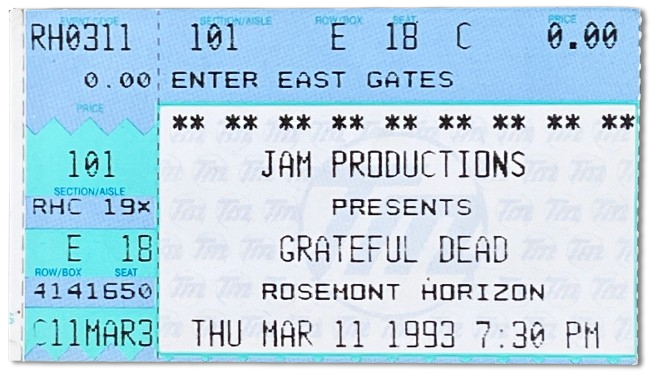 EVENT CODE SECTION/AISLE ROW/BOX SEAT PRICE
RH0311 101 E 18 C 0.00
0.00 ENTER EAST GATES
PRICE
** ** ** ** ** ** ** ** **
101 JAM PRODUCTIONS
SECTION/AISLE
RHC 19X PRESENTS
E 18 GRATEFUL DEAD
ROW/BOX SEAT
4141650 ROSEMONT HORIZON
C11MAR3 THU MAR 11 1993 7:30 PM